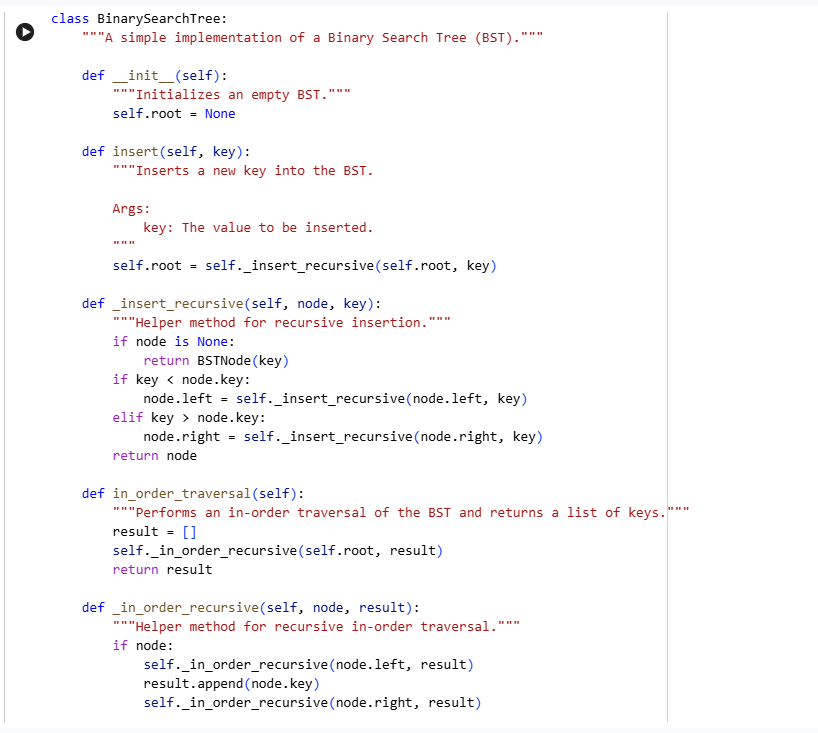 class BinarySearchTree:
    """A simple implementation of a Binary Search Tree (BST)."""

    def __init__(self):
        """Initializes an empty BST."""
        self.root = None

    def insert(self, key):
        """Inserts a new key into the BST.

        Args:
            key: The value to be inserted.
        """
        self.root = self._insert_recursive(self.root, key)

    def _insert_recursive(self, node, key):
        """Helper method for recursive insertion."""
        if node is None:
            return BSTNode(key)
        if key < node.key:
            node.left = self._insert_recursive(node.left, key)
        elif key > node.key:
            node.right = self._insert_recursive(node.right, key)
        return node

    def in_order_traversal(self):
        """Performs an in-order traversal of the BST and returns a list of keys."""
        result = []
        self._in_order_recursive(self.root, result)
        return result

    def _in_order_recursive(self, node, result):
        """Helper method for recursive in-order traversal."""
        if node:
            self._in_order_recursive(node.left, result)
            result.append(node.key)
            self._in_order_recursive(node.right, result)